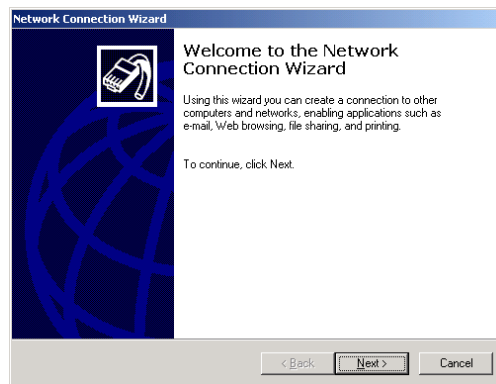 Network Connection Wizard
Welcome to the Network
Connection Wizard
Using this wizard you can create a connection to other
computers and networks, enabling applications such as
e-mail, Web browsing, file sharing, and printing.
To continue, click Next.
< Back
Next >
Cancel